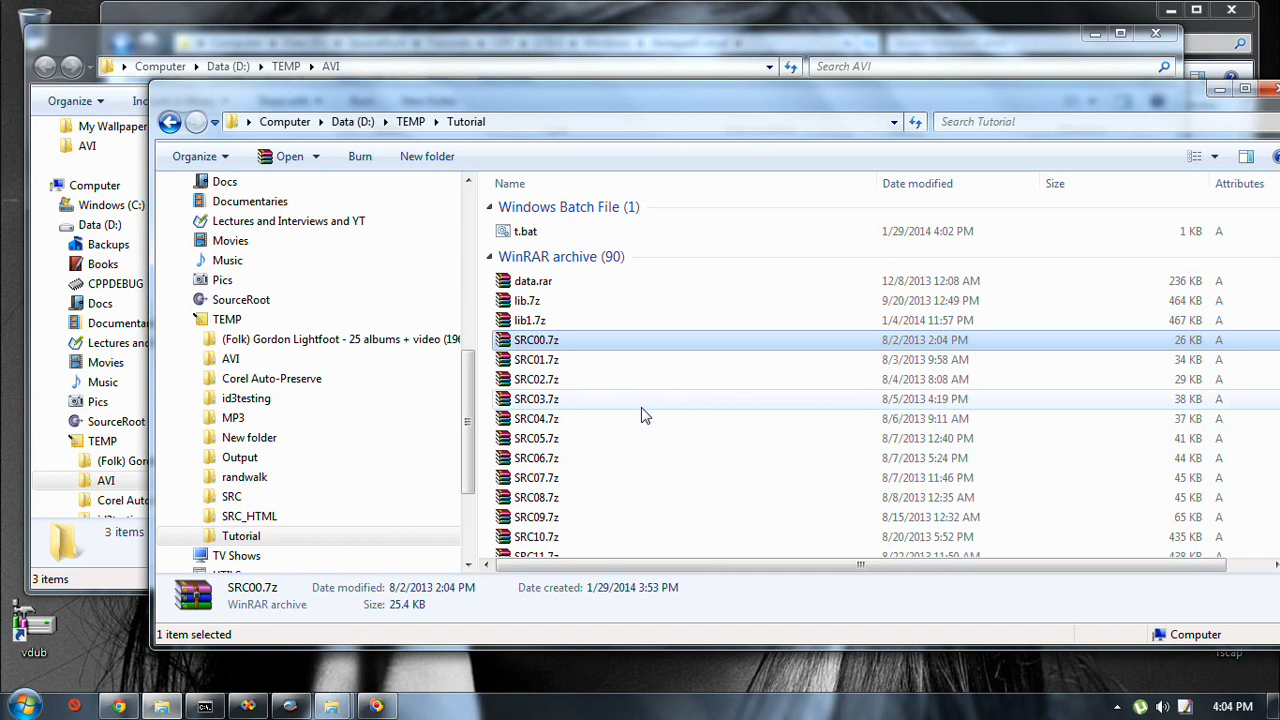 Computer ▸ Data (D:) ▸ TEMP ▸ AVI
Search AVI
Organize
My Wallpaper
AVI
Computer
Windows (C:)
Data (D:)
Backups
Books
CPPDEBUG
Docs
Movies
Music
Pics
SourceRoot
TEMP
AVI
3 items
3 items
Computer ▸ Data (D:) ▸ TEMP ▸ Tutorial
Search Tutorial
Organize Open Burn New folder
Docs
Documentaries
Lectures and Interviews and YT
Movies
Music
Pics
SourceRoot
TEMP
(Folk) Gordon Lightfoot - 25 albums + video (196
AVI
Corel Auto-Preserve
id3testing
MP3
New folder
Output
randwalk
SRC
SRC_HTML
Tutorial
TV Shows
Name Date modified Size Attributes
Windows Batch File (1)
t.bat 1/29/2014 4:02 PM 1 KB A
WinRAR archive (90)
data.rar 12/8/2013 12:08 AM 236 KB A
lib.7z 9/20/2013 12:49 PM 464 KB A
lib1.7z 1/4/2014 11:57 PM 467 KB A
SRC00.7z 8/2/2013 2:04 PM 26 KB A
SRC01.7z 8/3/2013 9:58 AM 34 KB A
SRC02.7z 8/4/2013 8:08 AM 29 KB A
SRC03.7z 8/5/2013 4:19 PM 38 KB A
SRC04.7z 8/6/2013 9:11 AM 37 KB A
SRC05.7z 8/7/2013 12:40 PM 41 KB A
SRC06.7z 8/7/2013 5:24 PM 44 KB A
SRC07.7z 8/7/2013 11:46 PM 45 KB A
SRC08.7z 8/8/2013 12:35 AM 45 KB A
SRC09.7z 8/15/2013 12:32 AM 65 KB A
SRC10.7z 8/20/2013 5:52 PM 435 KB A
SRC11.7z 8/22/2013 11:50 AM 438 KB A
SRC00.7z Date modified: 8/2/2013 2:04 PM Date created: 1/29/2014 3:53 PM
WinRAR archive Size: 25.4 KB
1 item selected
Computer
vdub
4:04 PM